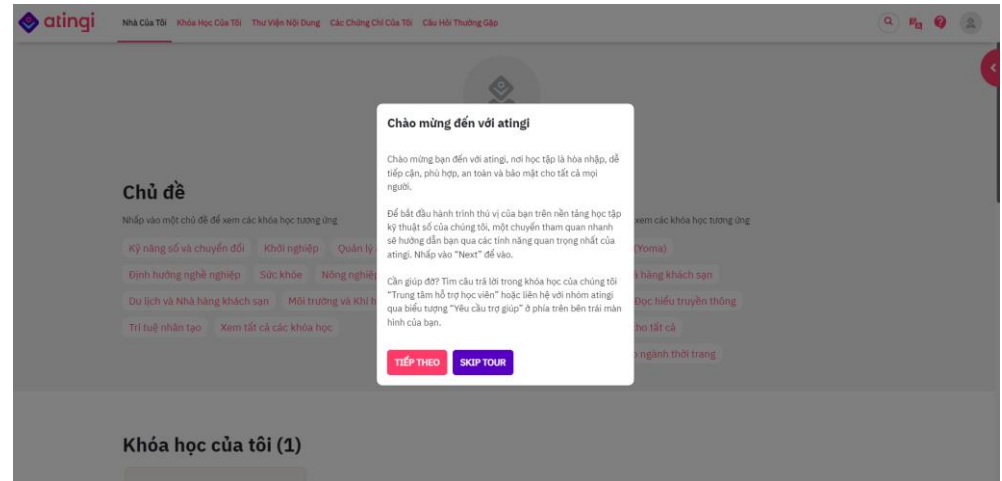 atingi
Nhà Của Tôi Khóa Học Của Tôi Thư Viện Nội Dung Các Chứng Chỉ Của Tôi Câu Hỏi Thường Gặp
Chào mừng đến với atingi
Chào mừng bạn đến với atingi, nơi học tập là hòa nhập, dễ
tiếp cận, phù hợp, an toàn và bảo mật cho tất cả mọi
người.
Để bắt đầu hành trình thú vị của bạn trên nền tảng học tập
kỹ thuật số của chúng tôi, một chuyến tham quan nhanh
sẽ hướng dẫn bạn qua các tính năng quan trọng nhất của
atingi. Nhấp vào "Next" để vào.
Cần giúp đỡ? Tìm câu trả lời trong khóa học của chúng tôi
"Trung tâm hỗ trợ học viên" hoặc liên hệ với nhóm atingi
qua biểu tượng "Yêu cầu trợ giúp" ở phía trên bên trái màn
hình của bạn.
TIẾP THEO SKIP TOUR
Chủ đề
Nhấp vào một chủ đề để xem các khóa học tương ứng
Kỹ năng số và chuyển đổi Khởi nghiệp Quản lý
Định hướng nghề nghiệp Sức khỏe Nông nghiệp
Du lịch và Nhà hàng khách sạn Môi trường và Khí h
Trí tuệ nhân tạo Xem tất cả các khóa học
xem các khóa học tương ứng
(Yoma)
hàng khách sạn
Đọc hiểu truyền thông
cho tất cả
ngành thời trang
Khóa học của tôi (1)